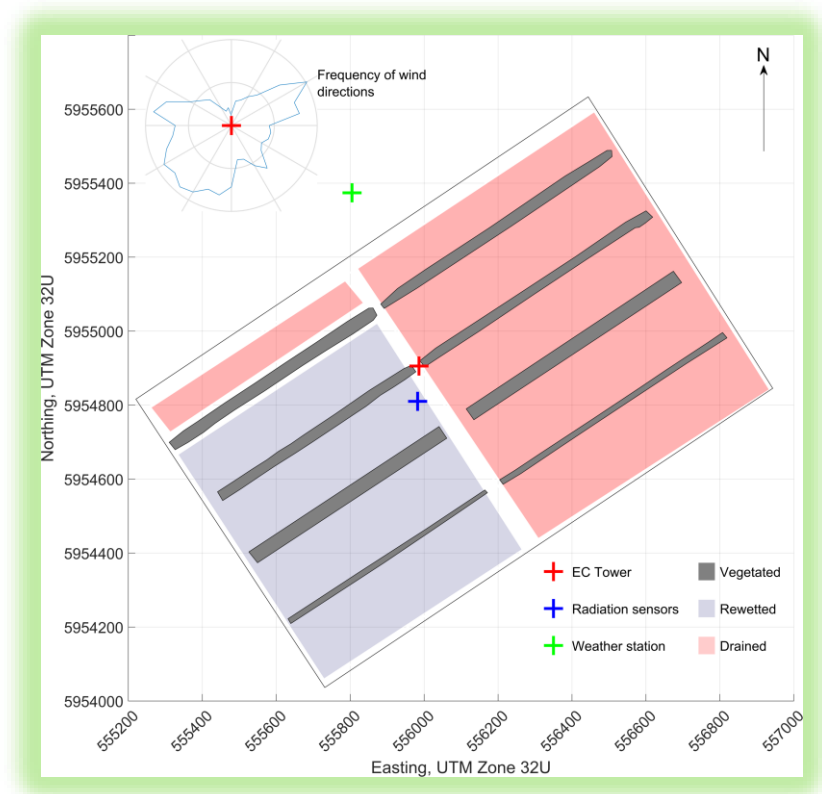 Frequency of wind
directions
N
5955600
5955400
5955200
5955000
5954800
5954600
5954400
5954200
5954000
Northing, UTM Zone 32U
EC Tower
Radiation sensors
Weather station
Vegetated
Rewetted
Drained
555200
555400
555600
555800
556000
556200
556400
556600
556800
557000
Easting, UTM Zone 32U